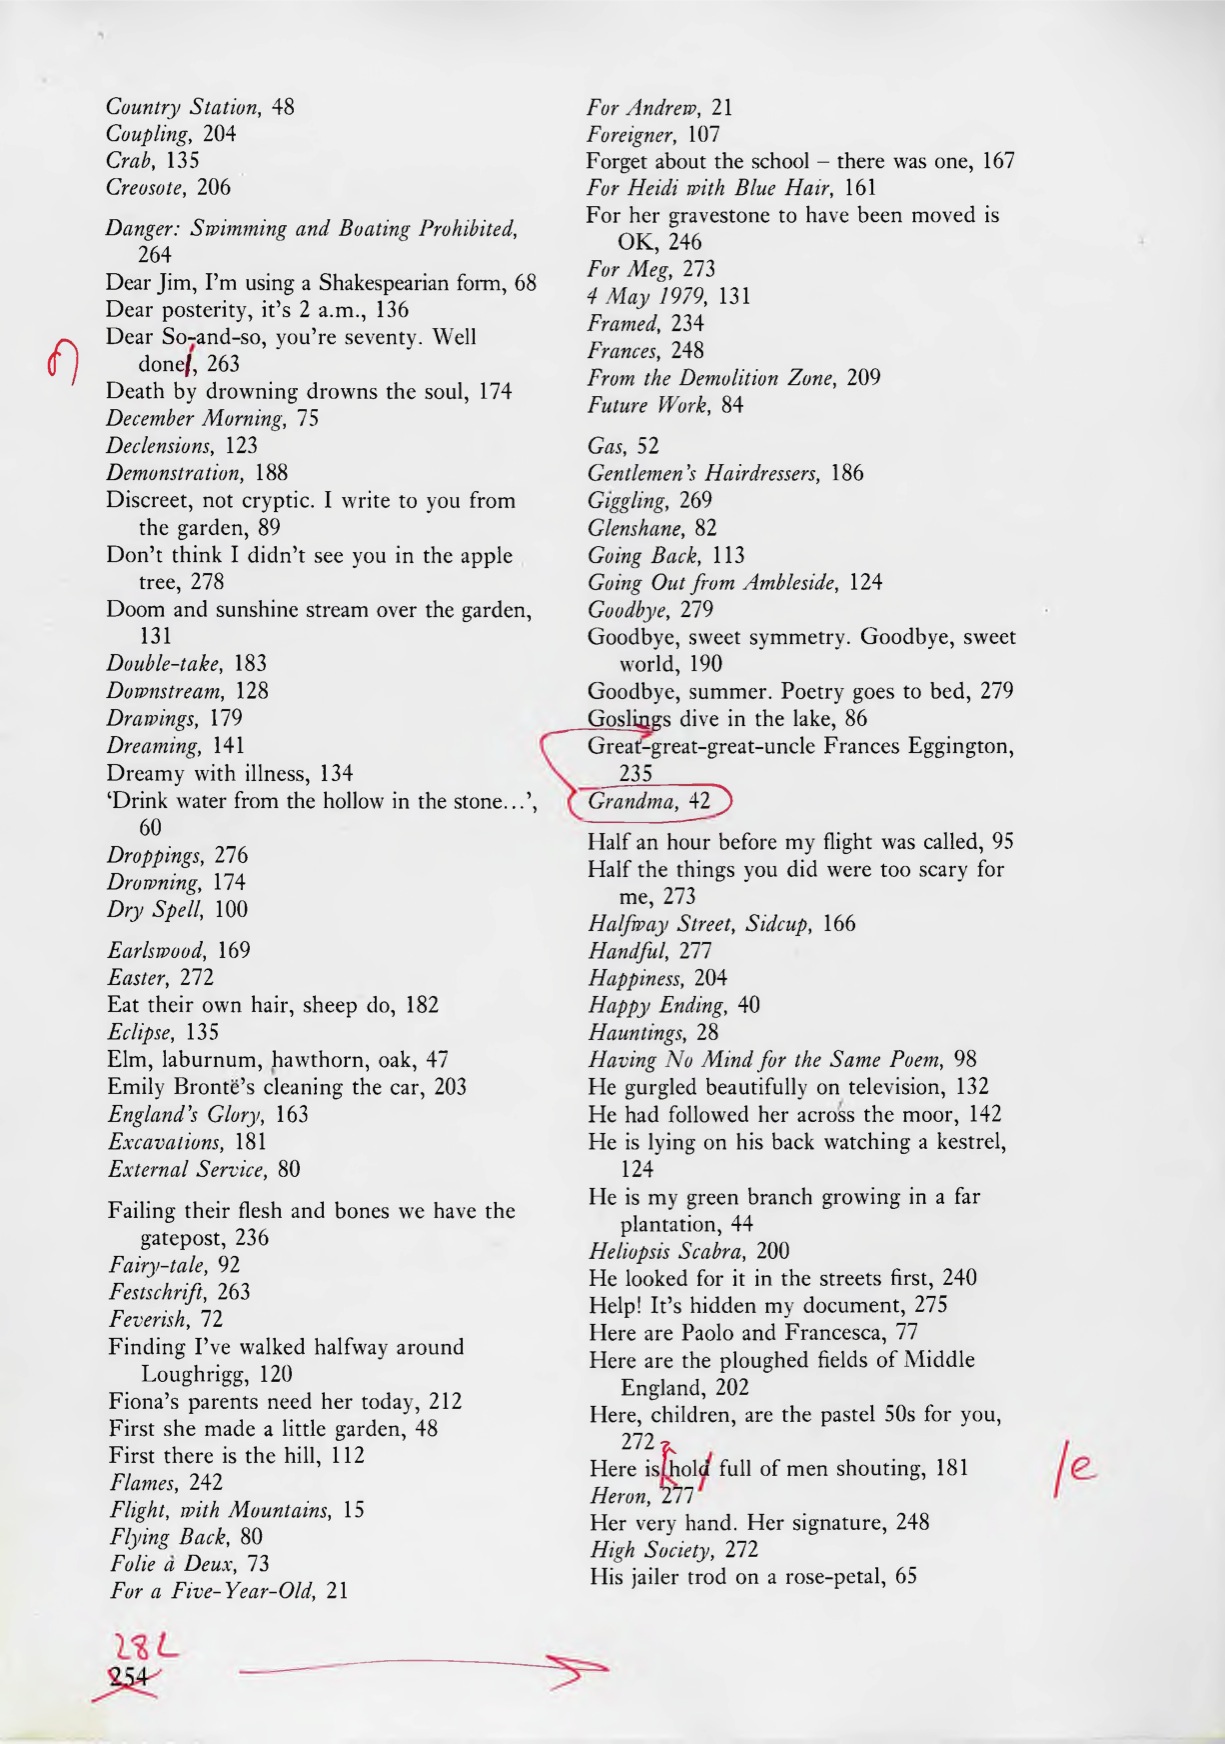 Country Station, 48
Coupling, 204
Crab, 135
Creosote, 206
Danger: Swimming and Boating Prohibited,
264
Dear Jim, I'm using a Shakespearian form, 68
Dear posterity, it's 2 a.m., 136
Dear So-and-so, you're seventy. Well
done, 263
Death by drowning drowns the soul, 174
December Morning, 75
Declensions, 123
Demonstration, 188
Discreet, not cryptic. I write to you from
the garden, 89
Don't think I didn't see you in the apple
tree, 278
Doom and sunshine stream over the garden,
131
Double-take, 183
Downstream, 128
Drawings, 179
Dreaming, 141
Dreamy with illness, 134
‘Drink water from the hollow in the stone...’,
60
Droppings, 276
Drowning, 174
Dry Spell, 100
Earlswood, 169
Easter, 272
Eat their own hair, sheep do, 182
Eclipse, 135
Elm, laburnum, hawthorn, oak, 47
Emily Brontë's cleaning the car, 203
England's Glory, 163
Excavations, 181
External Service, 80
Failing their flesh and bones we have the
gatepost, 236
Fairy-tale, 92
Festschrift, 263
Feverish, 72
Finding I've walked halfway around
Loughrigg, 120
Fiona's parents need her today, 212
First she made a little garden, 48
First there is the hill, 112
Flames, 242
Flight, with Mountains, 15
Flying Back, 80
Folie à Deux, 73
For a Five-Year-Old, 21
282
254
For Andrew, 21
Foreigner, 107
Forget about the school – there was one, 167
For Heidi with Blue Hair, 161
For her gravestone to have been moved is
OK, 246
For Meg, 273
4 May 1979, 131
Framed, 234
Frances, 248
From the Demolition Zone, 209
Future Work, 84
Gas, 52
Gentlemen's Hairdressers, 186
Giggling, 269
Glenshane, 82
Going Back, 113
Going Out from Ambleside, 124
Goodbye, 279
Goodbye, sweet symmetry. Goodbye, sweet
world, 190
Goodbye, summer. Poetry goes to bed, 279
Goslings dive in the lake, 86
Great-great-great-uncle Frances Eggington,
235
Grandma, 42
Half an hour before my flight was called, 95
Half the things you did were too scary for
me, 273
Halfway Street, Sidcup, 166
Handful, 277
Happiness, 204
Happy Ending, 40
Hauntings, 28
Having No Mind for the Same Poem, 98
He gurgled beautifully on television, 132
He had followed her across the moor, 142
He is lying on his back watching a kestrel,
124
He is my green branch growing in a far
plantation, 44
Heliopsis Scabra, 200
He looked for it in the streets first, 240
Help! It's hidden my document, 275
Here are Paolo and Francesca, 77
Here are the ploughed fields of Middle
England, 202
Here, children, are the pastel 50s for you,
272
a
Here is hold full of men shouting, 181
/e
Heron, 277
Her very hand. Her signature, 248
High Society, 272
His jailer trod on a rose-petal, 65